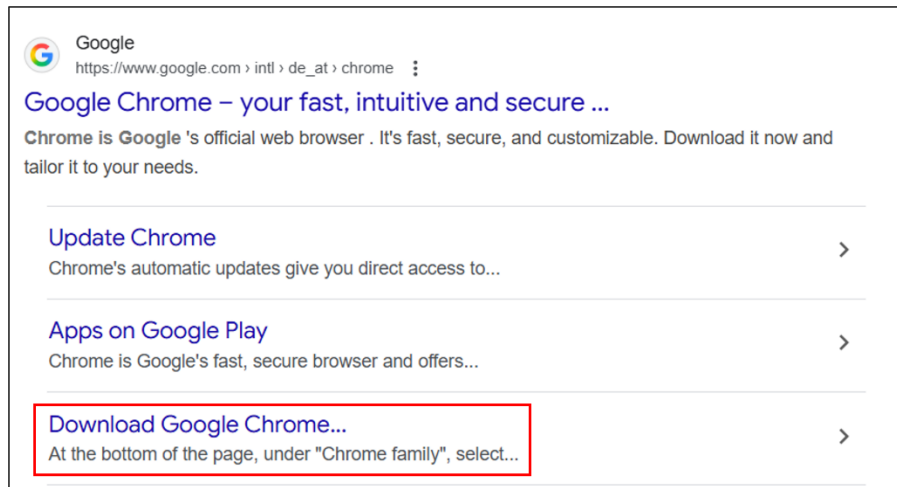 Google
https://www.google.com › intl › de_at › chrome
Google Chrome – your fast, intuitive and secure ...
Chrome is Google 's official web browser . It's fast, secure, and customizable. Download it now and
tailor it to your needs.
Update Chrome
Chrome's automatic updates give you direct access to...
Apps on Google Play
Chrome is Google's fast, secure browser and offers...
Download Google Chrome...
At the bottom of the page, under "Chrome family", select...